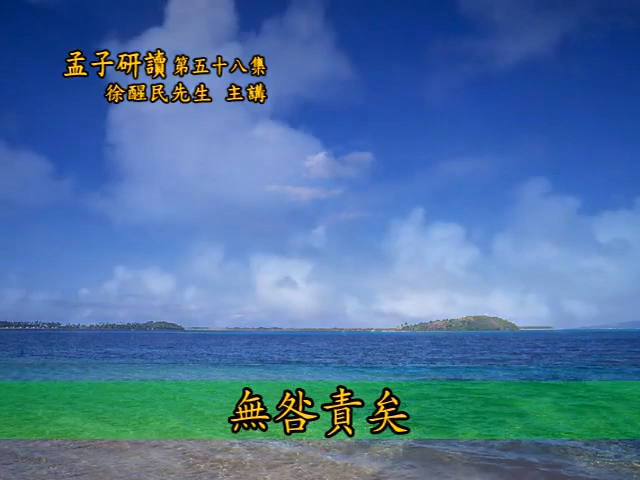 孟子研讀 第五十八集
徐醒民先生 主講
無咎責矣